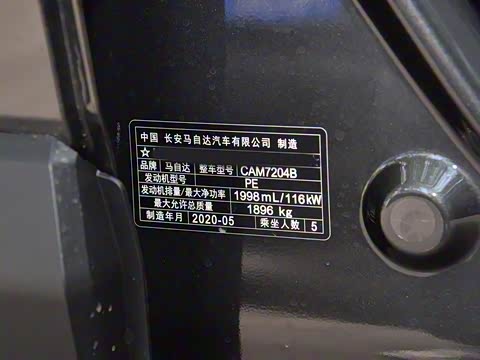 中国 长安马自达汽车有限公司 制造
☆
品牌 马自达 整车型号 CAM7204B
发动机型号 PE
发动机排量/最大净功率 1998 mL/116kW
最大允许总质量 1896 kg
制造年月 2020-05 乘坐人数 5